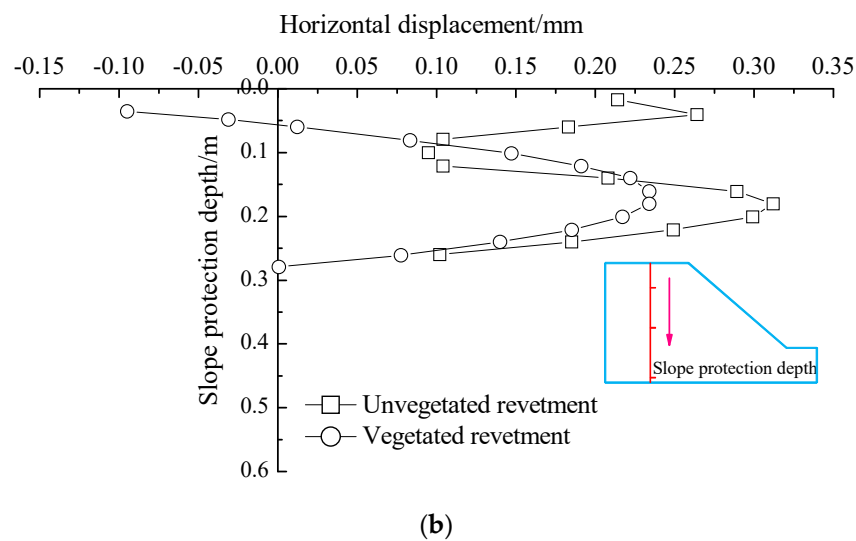 Horizontal displacement/mm
-0.15 -0.10 -0.05 0.00 0.05 0.10 0.15 0.20 0.25 0.30 0.35
0.0
0.1
0.2
0.3
0.4
0.5
0.6
Slope protection depth/m
Slope protection depth
Unvegetated revetment
Vegetated revetment
(b)